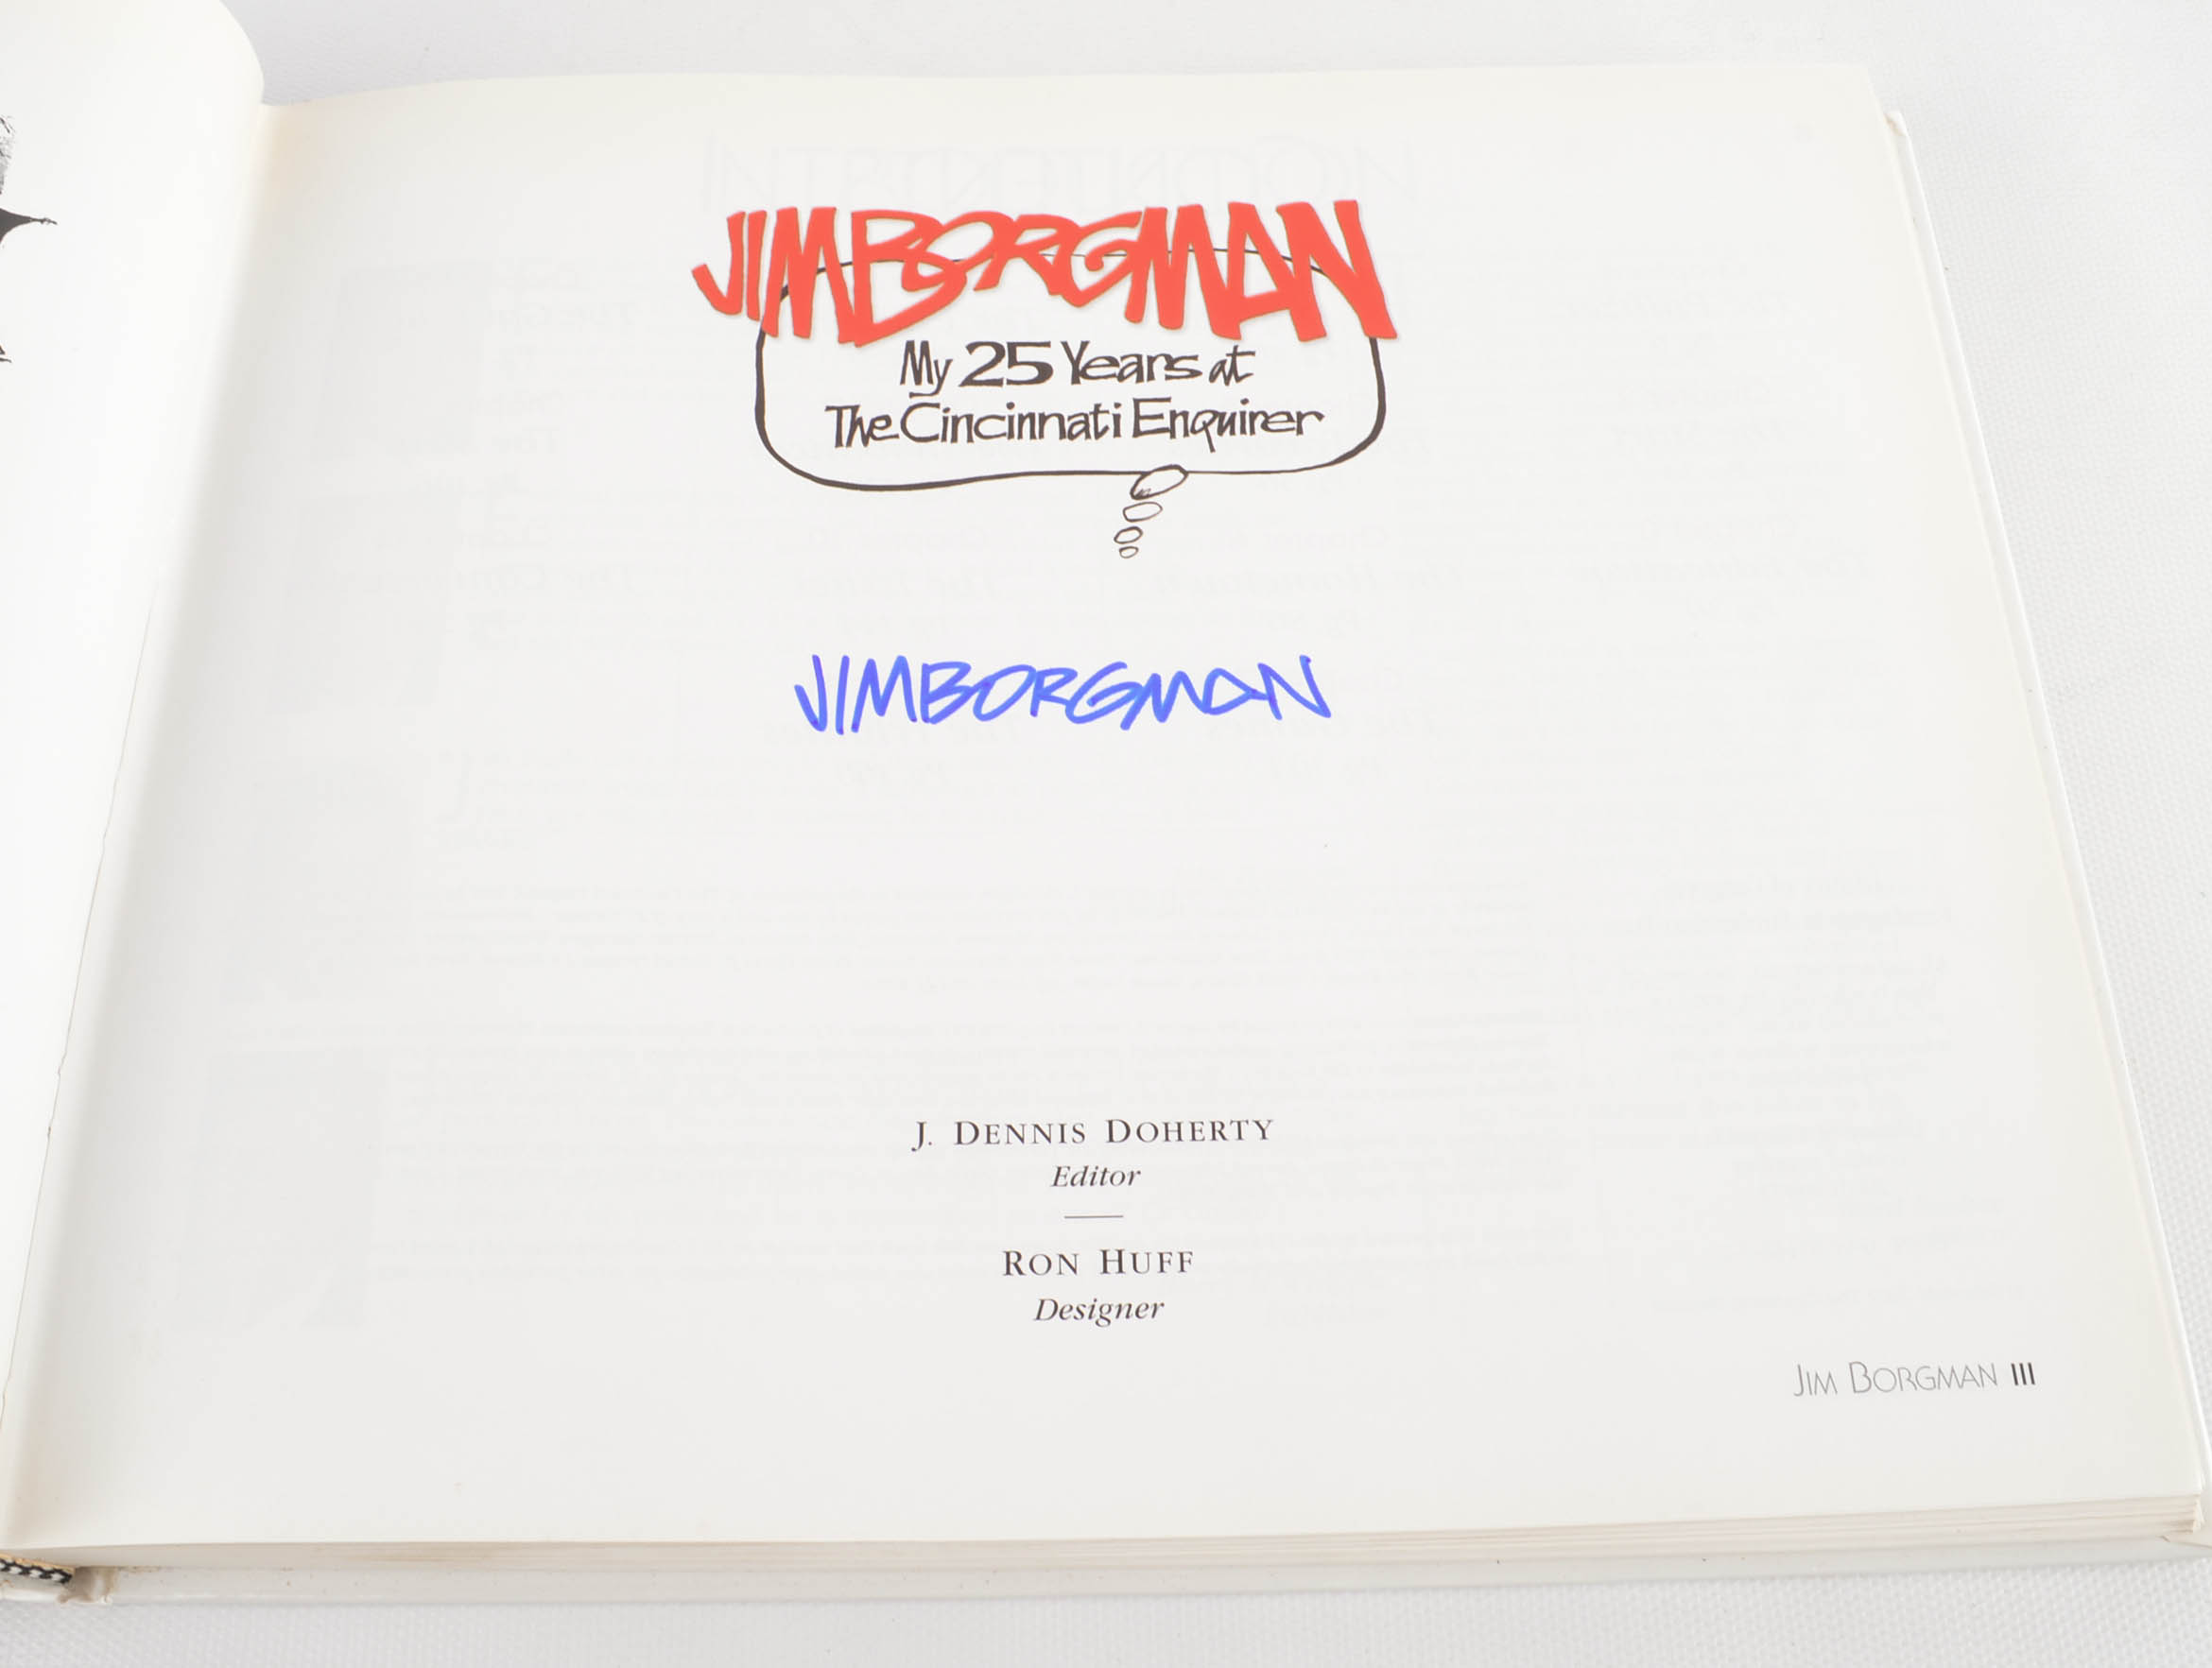 JIMBORGMAN
My 25 Years at
The Cincinnati Enquirer
JIMBORGMAN
J. DENNIS DOHERTY
Editor
RON HUFF
Designer
JIM BORGMAN III